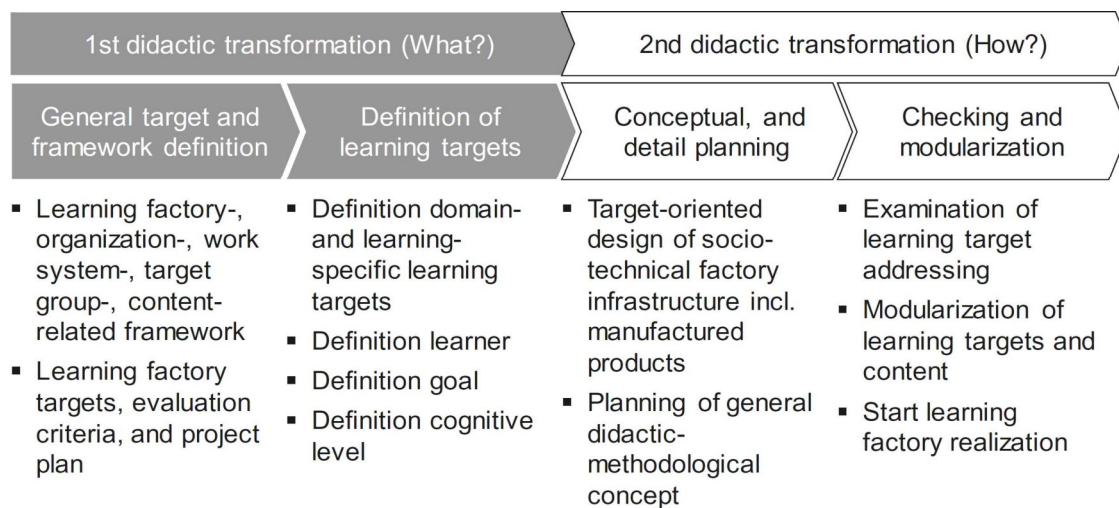 1st didactic transformation (What?)
2nd didactic transformation (How?)
General target and
framework definition
Definition of
learning targets
Conceptual, and
detail planning
Checking and
modularization
▪ Learning factory-,
organization-, work
system-, target
group-, content-
related framework
▪ Learning factory
targets, evaluation
criteria, and project
plan
▪ Definition domain-
and learning-
specific learning
targets
▪ Definition learner
▪ Definition goal
▪ Definition cognitive
level
▪ Target-oriented
design of socio-
technical factory
infrastructure incl.
manufactured
products
▪ Planning of general
didactic-
methodological
concept
▪ Examination of
learning target
addressing
▪ Modularization of
learning targets and
content
▪ Start learning
factory realization